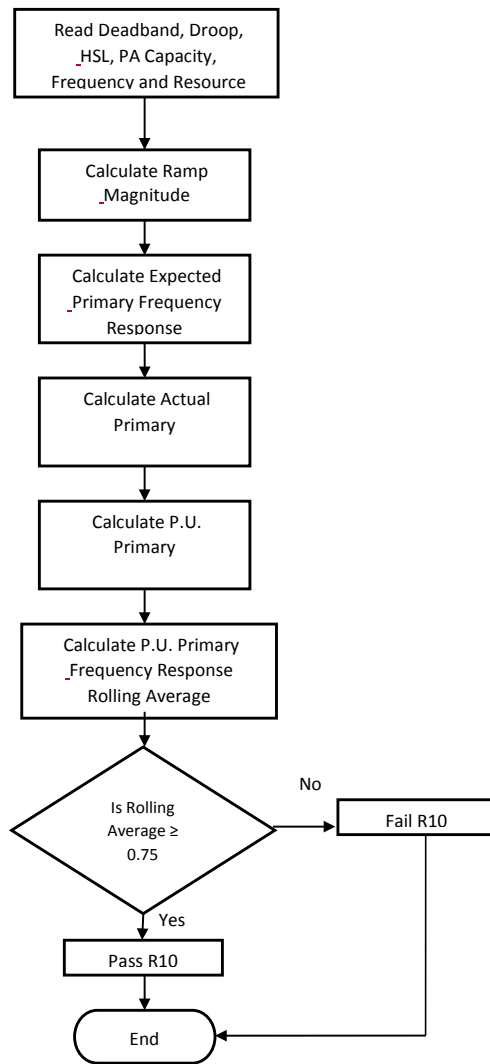 Read Deadband, Droop,
HSL, PA Capacity,
Frequency and Resource
Calculate Ramp
Magnitude
Calculate Expected
Primary Frequency
Response
Calculate Actual
Primary
Calculate P.U.
Primary
Calculate P.U. Primary
Frequency Response
Rolling Average
Is Rolling
Average ≥
0.75
No
Fail R10
Yes
Pass R10
End